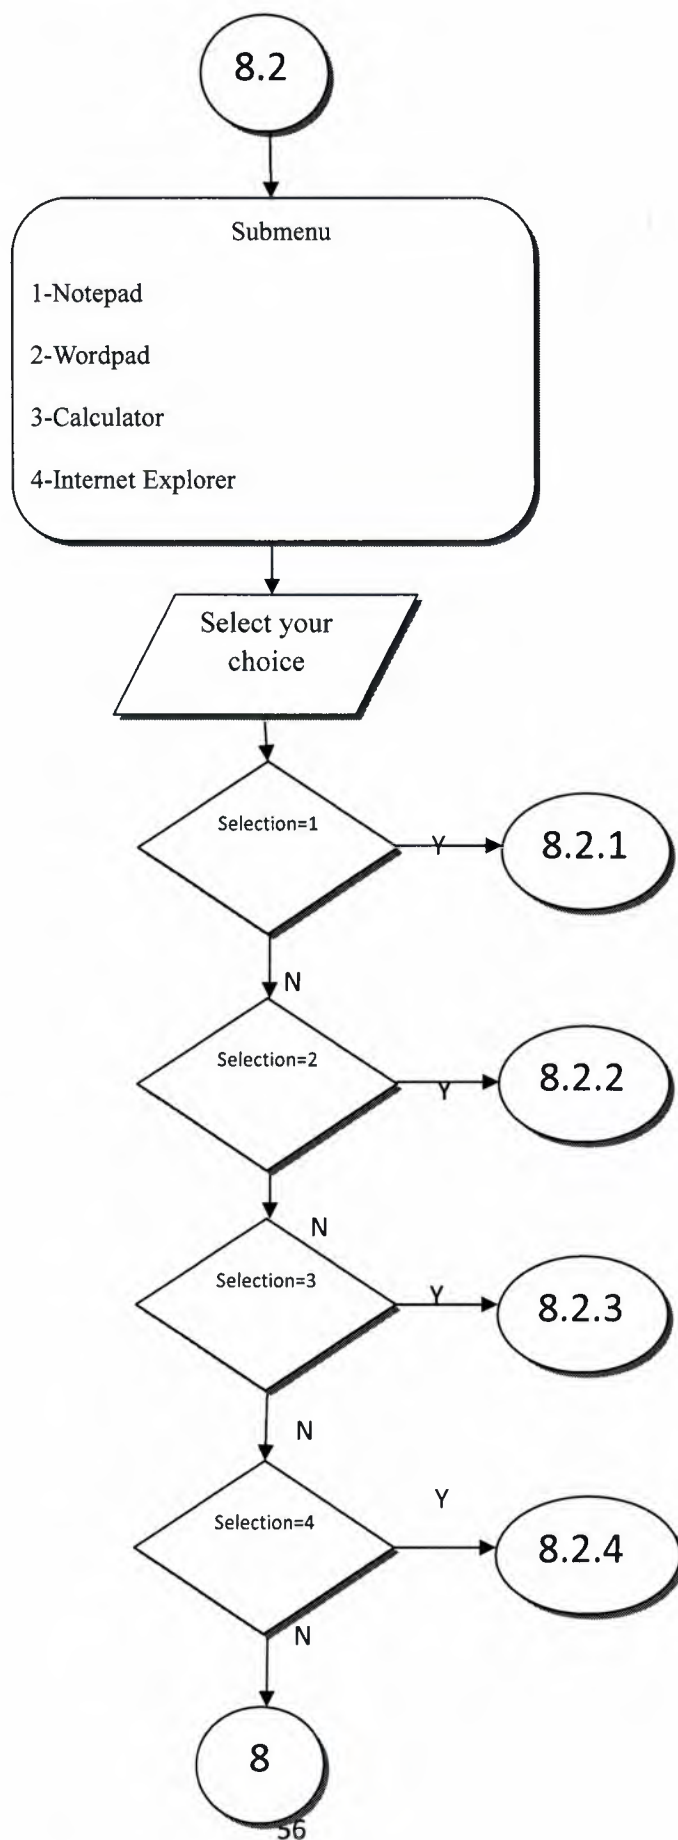 8.2
Submenu
1-Notepad
2-Wordpad
3-Calculator
4-Internet Explorer
Select your
choice
Selection=1
Y
8.2.1
N
Selection=2
Y
8.2.2
N
Selection=3
Y
8.2.3
N
Selection=4
Y
8.2.4
N
8
56